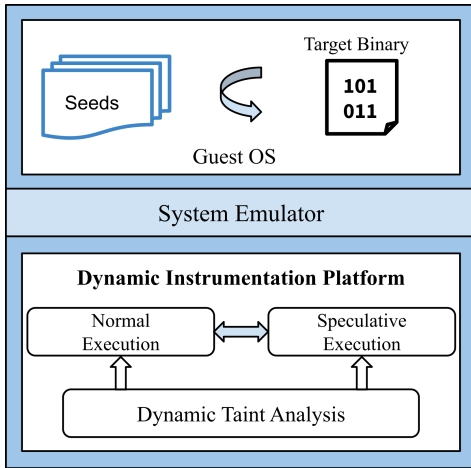 Target Binary
Seeds
101
011
Guest OS
System Emulator
Dynamic Instrumentation Platform
Normal
Execution
Speculative
Execution
Dynamic Taint Analysis